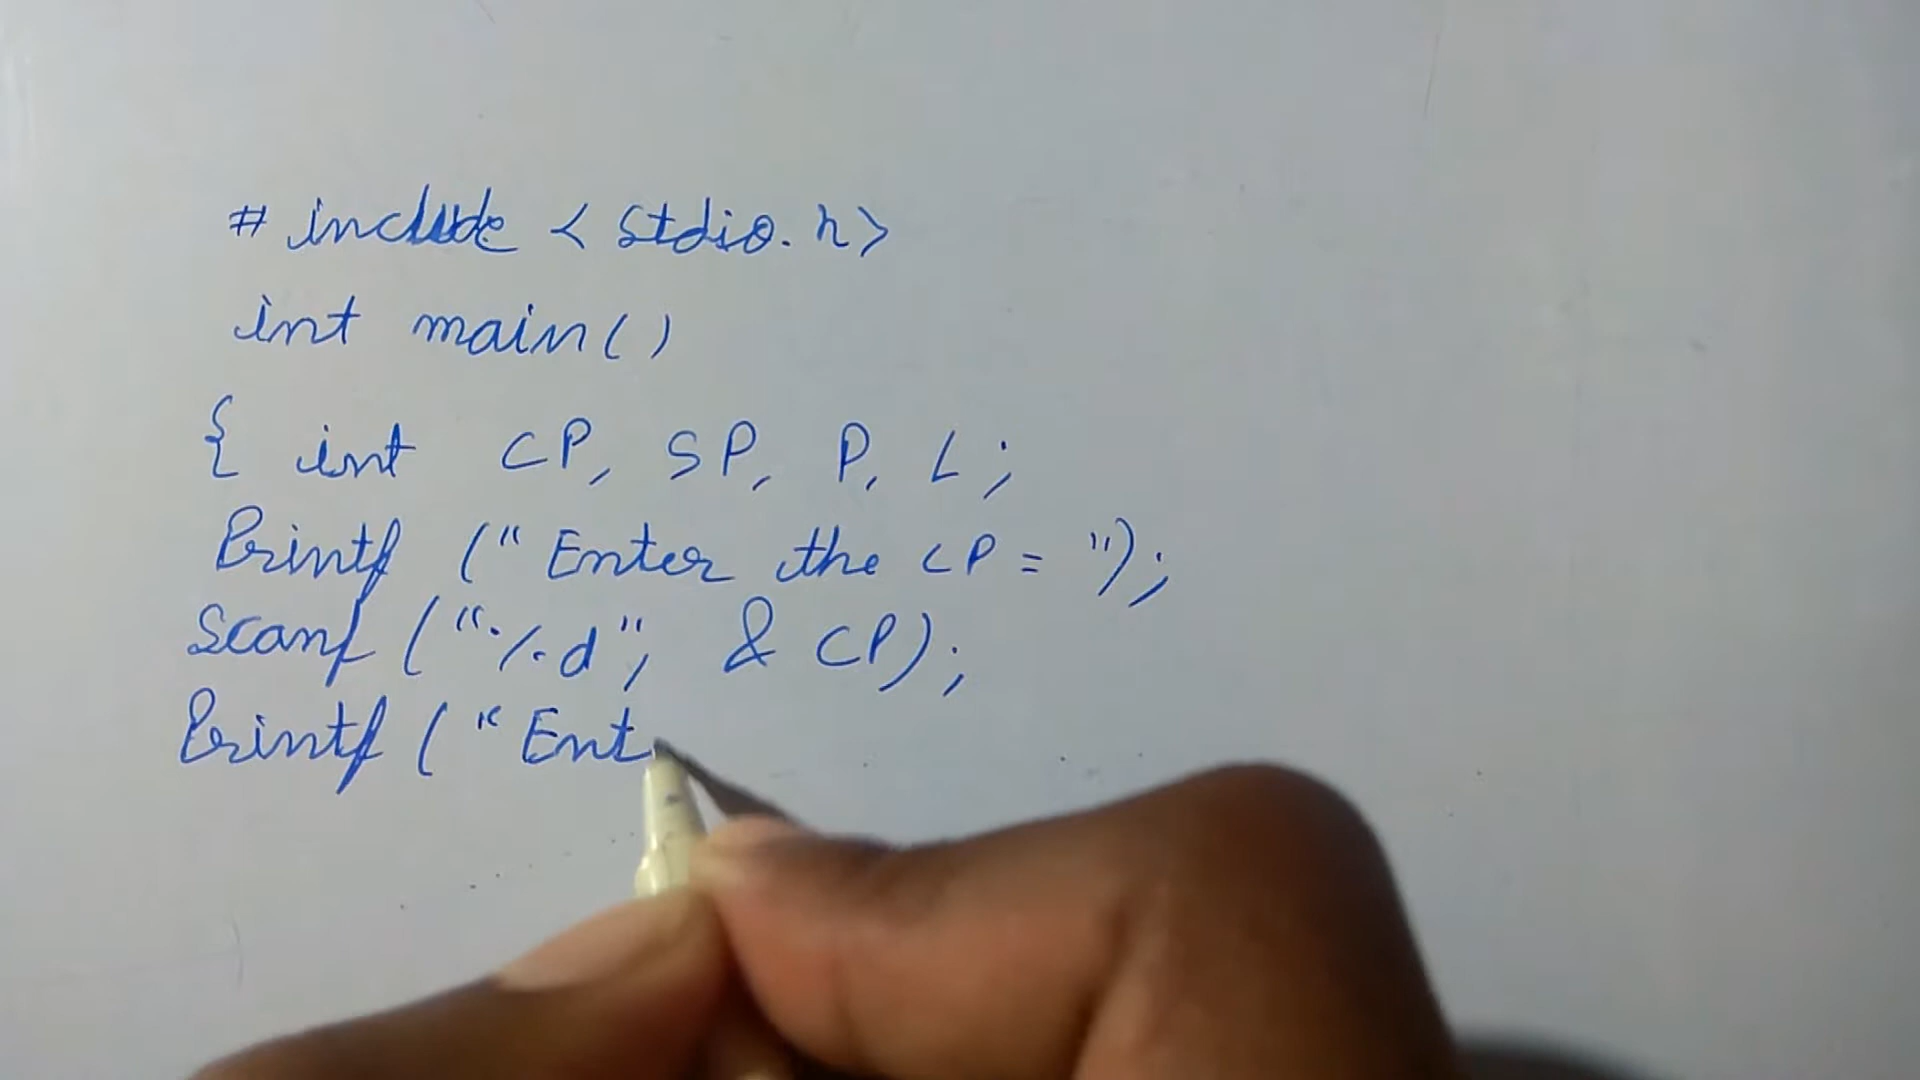 # include < stdio.h>
int main()
{ int CP, SP, P, L;
Printf ("Enter the CP = ");
Scanf ("%d", & CP);
Printf ("Ent